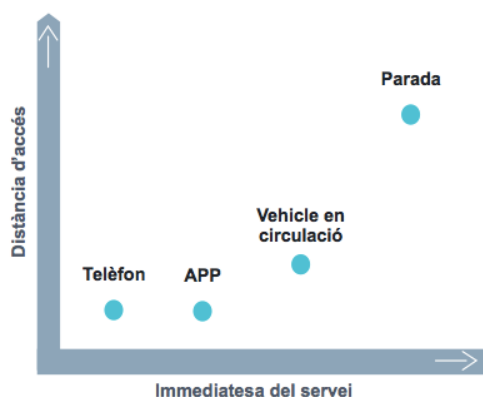 Parada
Distància d'accés
Vehicle en
circulació
Telèfon
APP
Immediatesa del servei